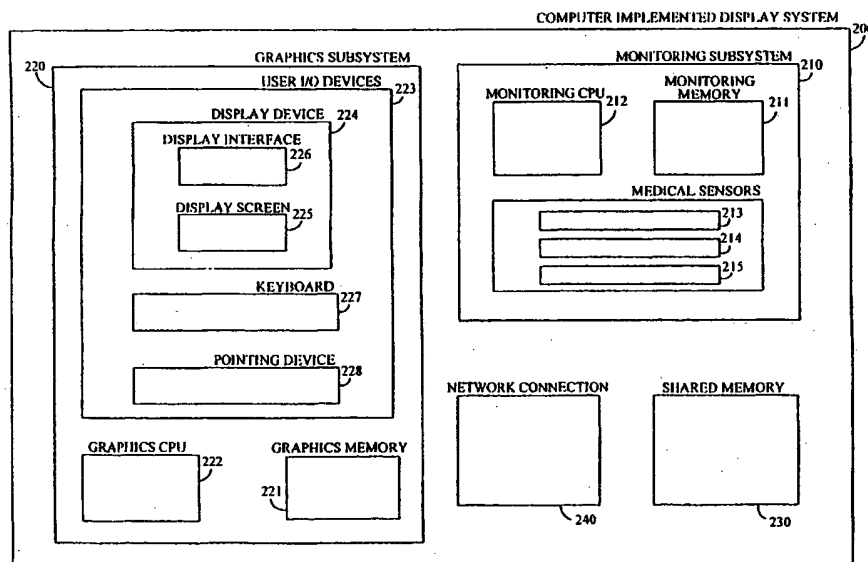 COMPUTER IMPLEMENTED DISPLAY SYSTEM
GRAPHICS SUBSYSTEM
220
USER I/O DEVICES
223
DISPLAY DEVICE
224
DISPLAY INTERFACE
226
DISPLAY SCREEN
225
KEYBOARD
227
POINTING DEVICE
228
GRAPHICS CPU
222
GRAPHICS MEMORY
221
MONITORING SUBSYSTEM
210
MONITORING CPU
212
MONITORING
MEMORY
211
MEDICAL SENSORS
213
214
215
NETWORK CONNECTION
240
SHARED MEMORY
230